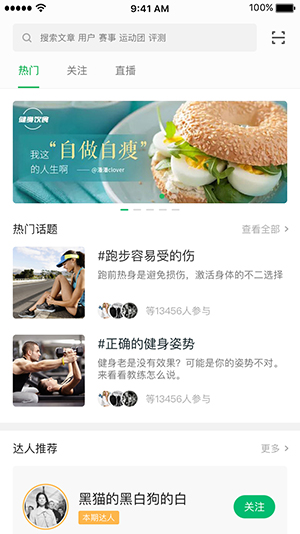 9:41 AM
100%
搜索文章 用户 赛事 运动团 评测
热门 关注 直播
健身饮食
我这“自做自瘦”
的人生啊 ——@潘潘clover
热门话题 查看全部
#跑步容易受的伤
跑前热身是避免损伤，激活身体的不二选择
等13456人参与
#正确的健身姿势
健身老是没有效果？可能是你的姿势不对。
来看看教练怎么说。
等13456人参与
达人推荐 更多
黑猫的黑白狗的白
本期达人
关注